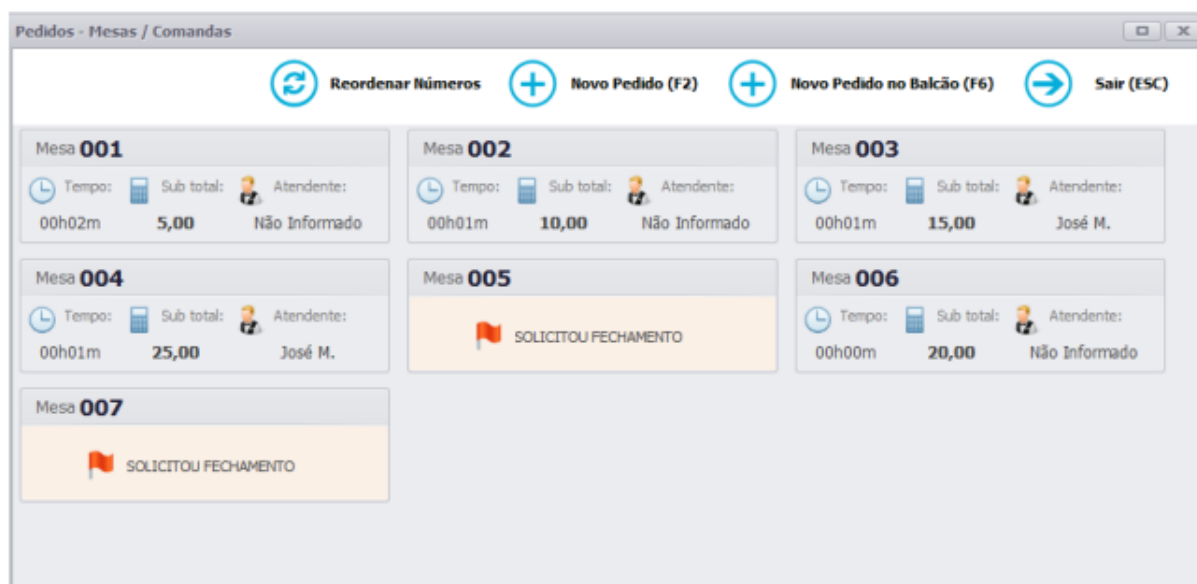 Pedidos - Mesas / Comandas
Reordenar Números Novo Pedido (F2) Novo Pedido no Balcão (F6) Sair (ESC)
Mesa 001 Mesa 002 Mesa 003
Tempo: Sub total: Atendente: Tempo: Sub total: Atendente: Tempo: Sub total: Atendente:
00h02m 5,00 Não Informado 00h01m 10,00 Não Informado 00h01m 15,00 José M.
Mesa 004 Mesa 005 Mesa 006
Tempo: Sub total: Atendente: SOLICITOU FECHAMENTO Tempo: Sub total: Atendente:
00h01m 25,00 José M. 00h00m 20,00 Não Informado
Mesa 007
SOLICITOU FECHAMENTO